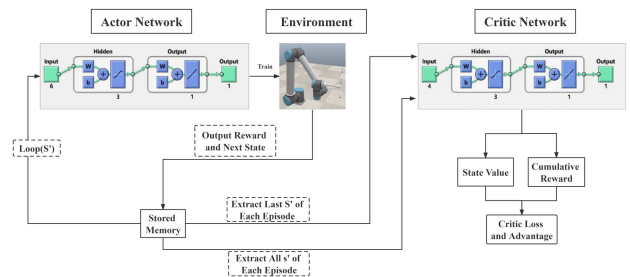 Actor Network
Environment
Critic Network
Input
Hidden
Output
Output
W
b
W
b
6
3
1
1
Train
Input
Hidden
Output
Output
W
b
W
b
4
3
1
1
Loop(S')
Output Reward
and Next State
State Value
Cumulative
Reward
Stored
Memory
Extract Last S' of
Each Episode
Critic Loss
and Advantage
Extract All s' of
Each Episode